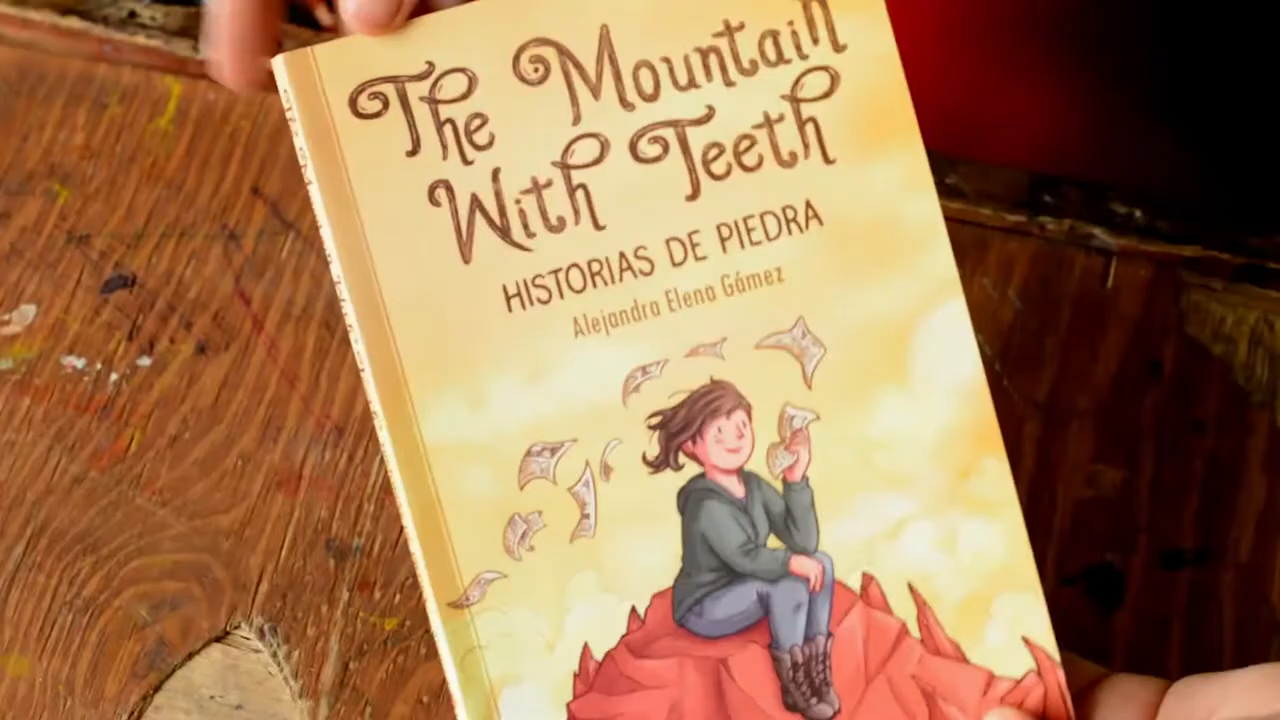 The Mountain
With Teeth
HISTORIAS DE PIEDRA
Alejandra Elena Gámez